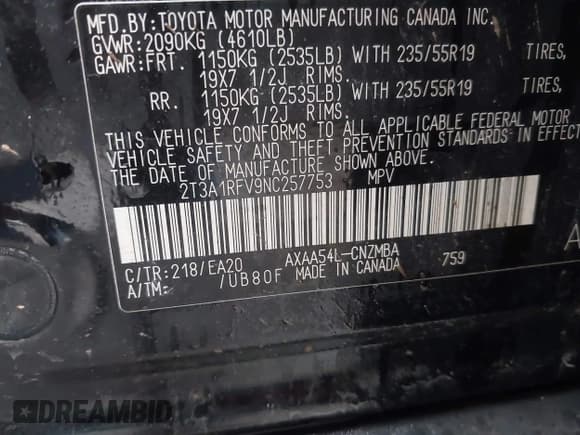 MFD.BY:TOYOTA MOTOR MANUFACTURING CANADA INC.
GVWR:2090KG (4610LB)
GAWR:FRT. 1150KG (2535LB) WITH 235/55R19 TIRES,
19X7 1/2J RIMS.
RR. 1150KG (2535LB) WITH 235/55R19 TIRES,
19X7 1/2J RIMS.
THIS VEHICLE CONFORMS TO ALL APPLICABLE FEDERAL MOTOR
VEHICLE SAFETY AND THEFT PREVENTION STANDARDS IN EFFECT
THE DATE OF MANUFACTURE SHOWN ABOVE.
2T3A1RFV9NC257753 MPV
C/TR:218/EA20 AXAA54L-CNZMBA 759 A
A/TM: /UB80F MADE IN CANADA
DREAMBID